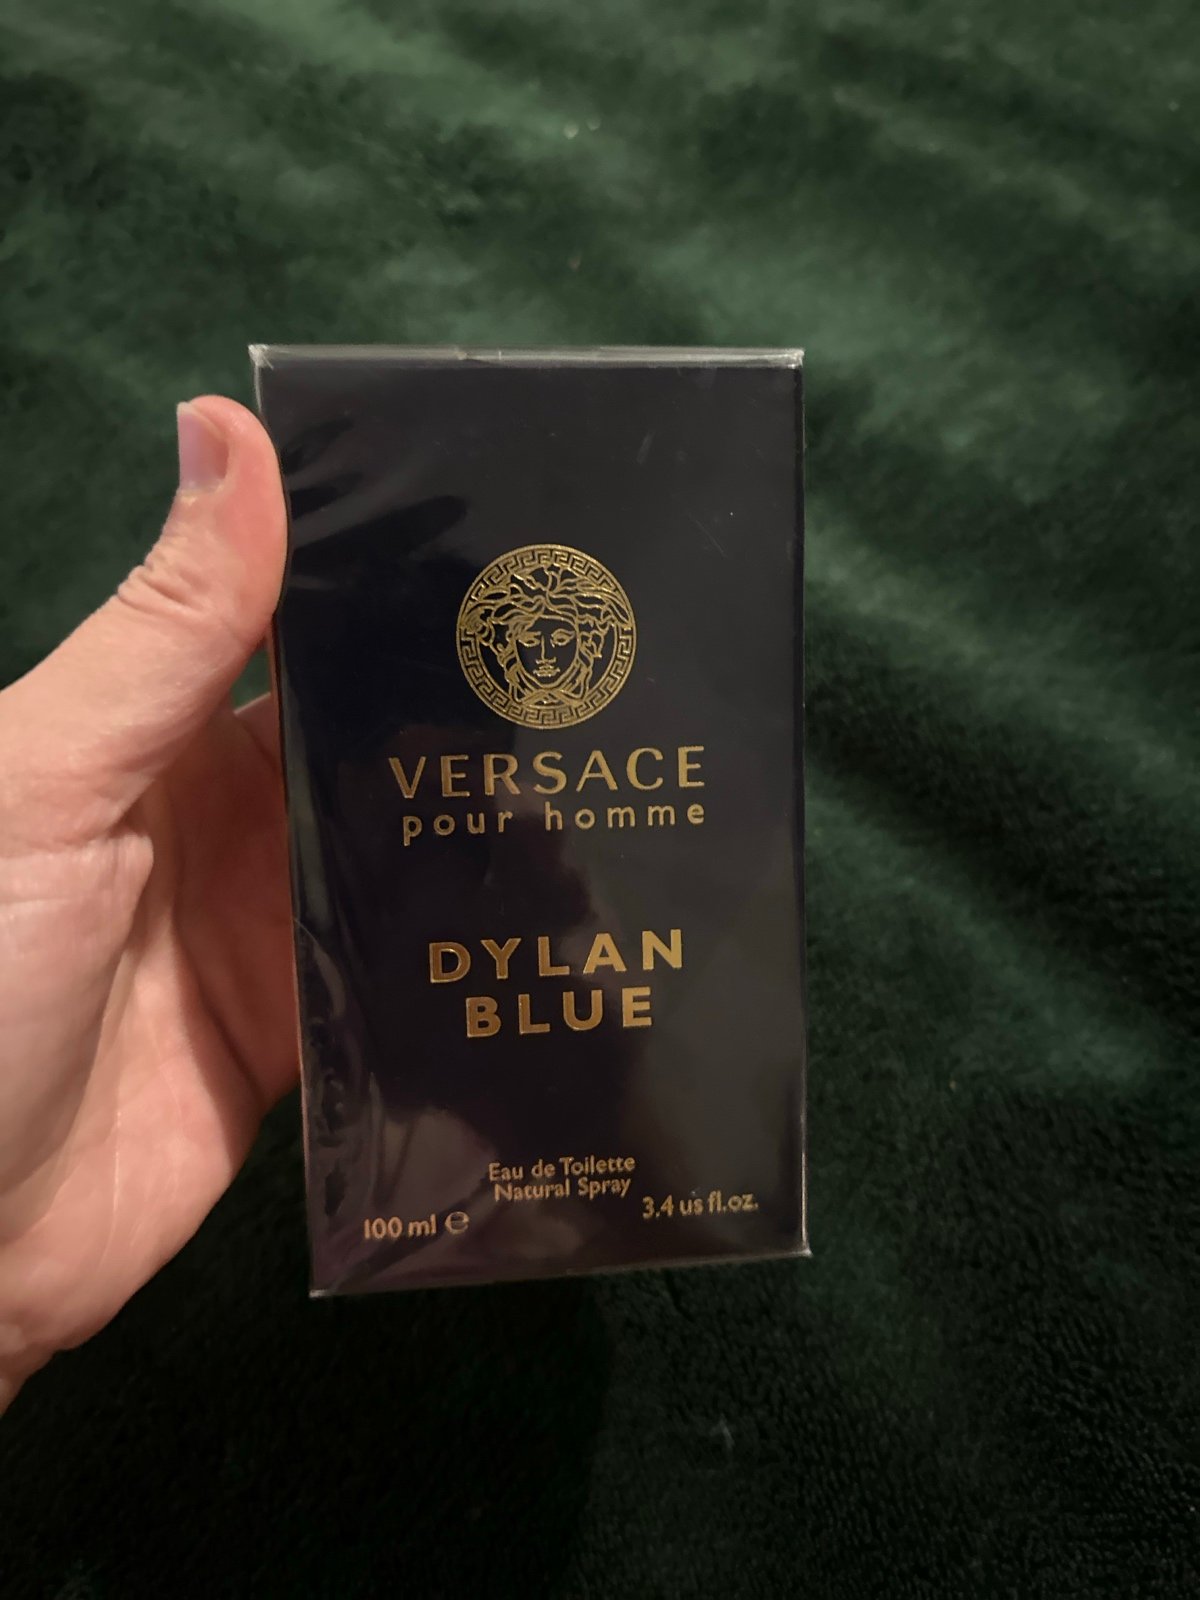 VERSACE
pour homme
DYLAN
BLUE
Eau de Toilette
Natural Spray
100 ml ℮
3.4 us fl.oz.